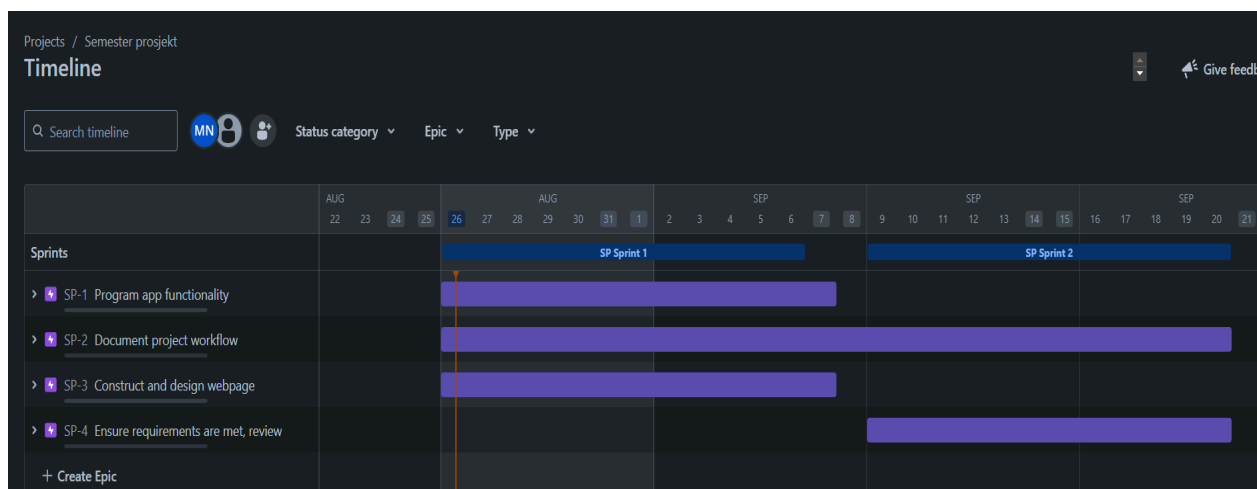 Projects / Semester prosjekt
Timeline
Give feedb
Search timeline
MN
Status category
Epic
Type
AUG AUG SEP SEP SEP
22 23 24 25 26 27 28 29 30 31 1 2 3 4 5 6 7 8 9 10 11 12 13 14 15 16 17 18 19 20 21
Sprints SP Sprint 1 SP Sprint 2
SP-1 Program app functionality
SP-2 Document project workflow
SP-3 Construct and design webpage
SP-4 Ensure requirements are met, review
+ Create Epic